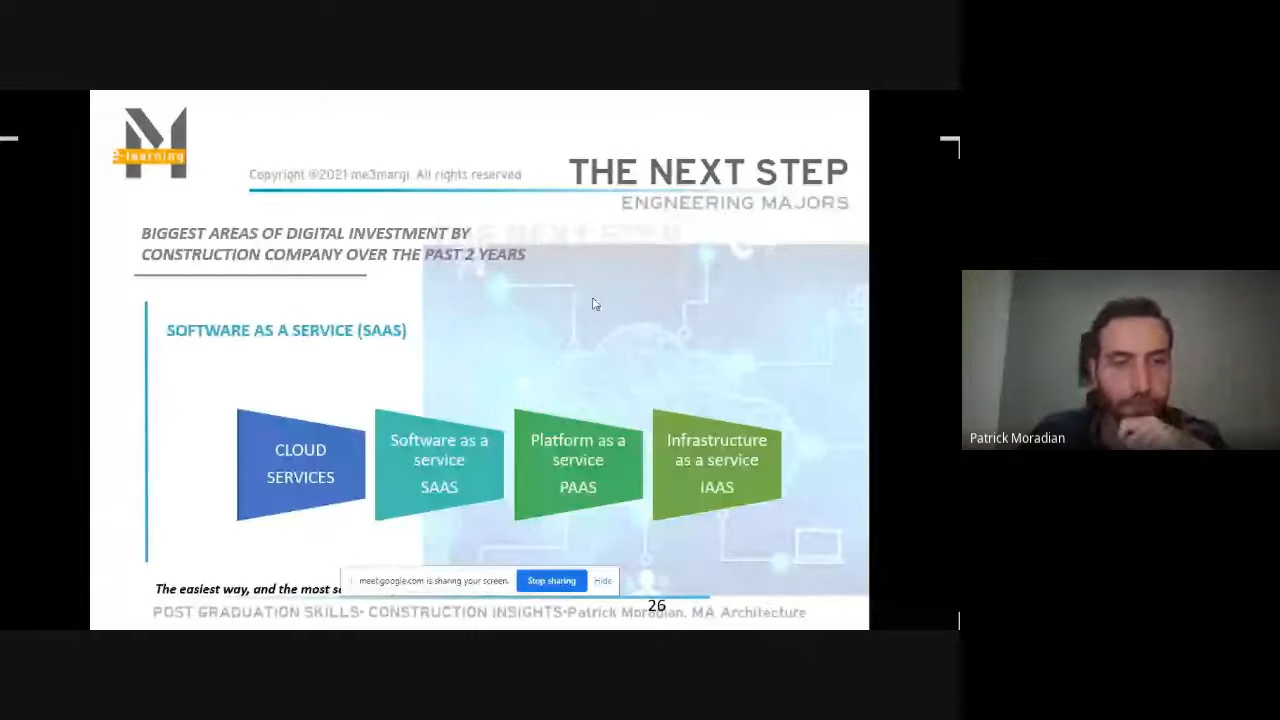 M
e-learning
Copyright ©2021 me3marqi. All rights reserved
THE NEXT STEP
ENGNEERING MAJORS
BIGGEST AREAS OF DIGITAL INVESTMENT BY
CONSTRUCTION COMPANY OVER THE PAST 2 YEARS
SOFTWARE AS A SERVICE (SAAS)
CLOUD
SERVICES
Software as a
service
SAAS
Platform as a
service
PAAS
Infrastructure
as a service
IAAS
The easiest way, and the most
meet.google.com is sharing your screen.
Stop sharing
Hide
26
POST GRADUATION SKILLS- CONSTRUCTION INSIGHTS-Patrick Moradian. MA Architecture
Patrick Moradian